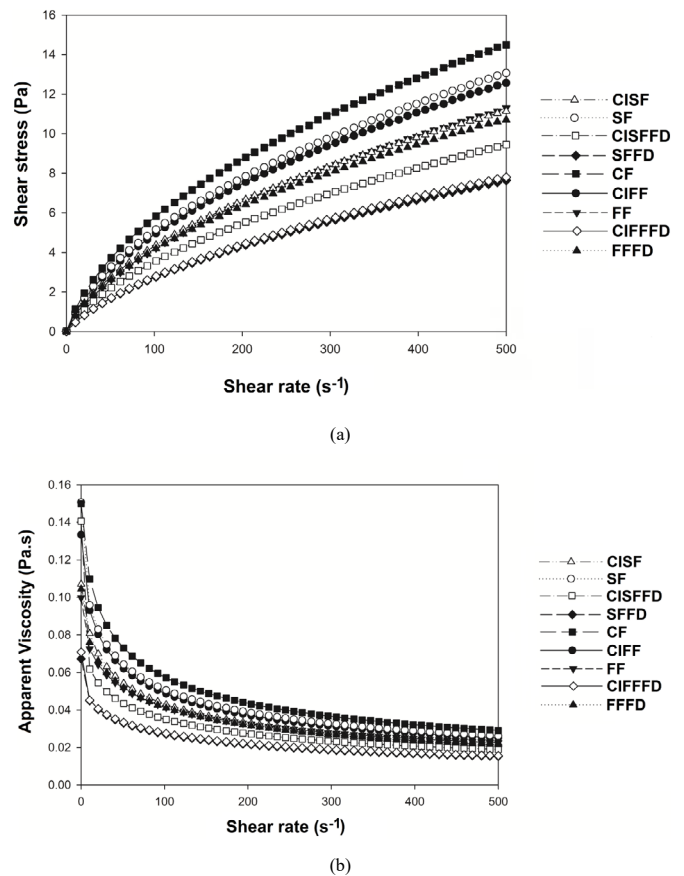 16
14
12
10
8
6
4
2
0
Shear stress (Pa)
0 100 200 300 400 500
Shear rate (s-1)
CISF
SF
CISFFD
SFFD
CF
CIFF
FF
CIFFFD
FFFD
(a)
0.16
0.14
0.12
0.10
0.08
0.06
0.04
0.02
0.00
Apparent Viscosity (Pa.s)
0 100 200 300 400 500
Shear rate (s-1)
CISF
SF
CISFFD
SFFD
CF
CIFF
FF
CIFFFD
FFFD
(b)